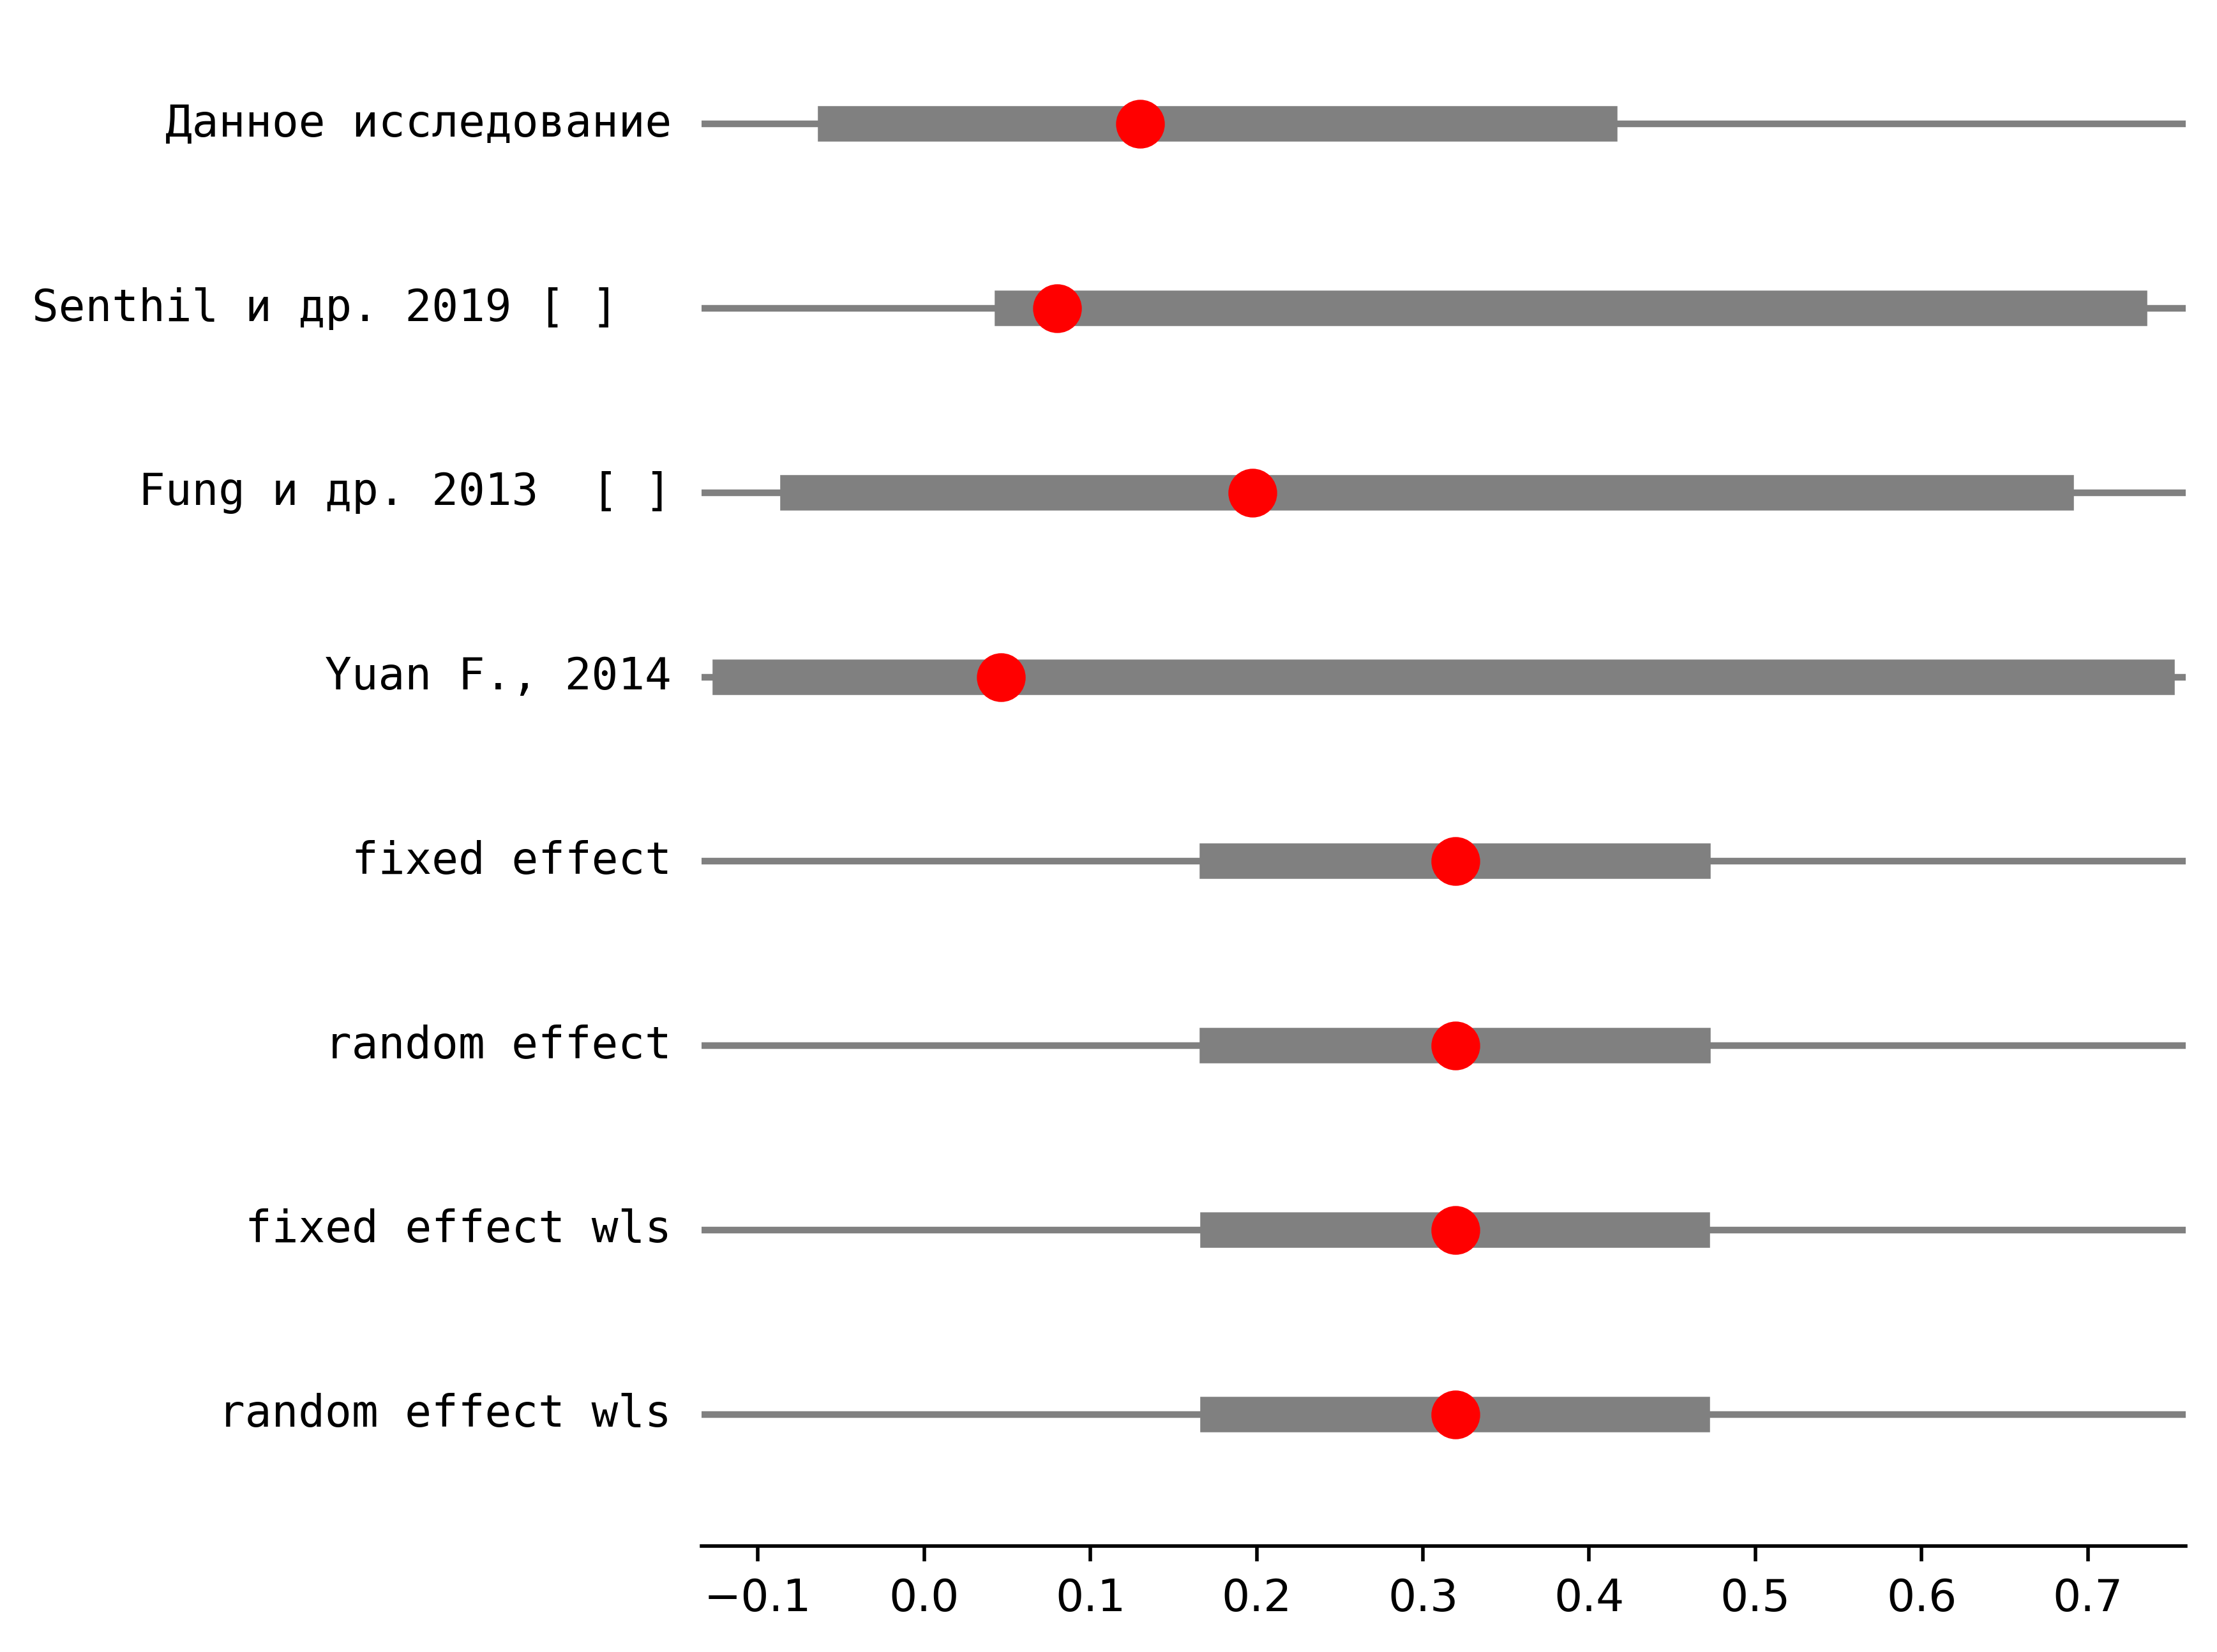 Данное исследование
Senthil и др. 2019 [ ]
Fung и др. 2013  [ ]
Yuan F., 2014
fixed effect
random effect
fixed effect wls
random effect wls
−0.1 0.0 0.1 0.2 0.3 0.4 0.5 0.6 0.7